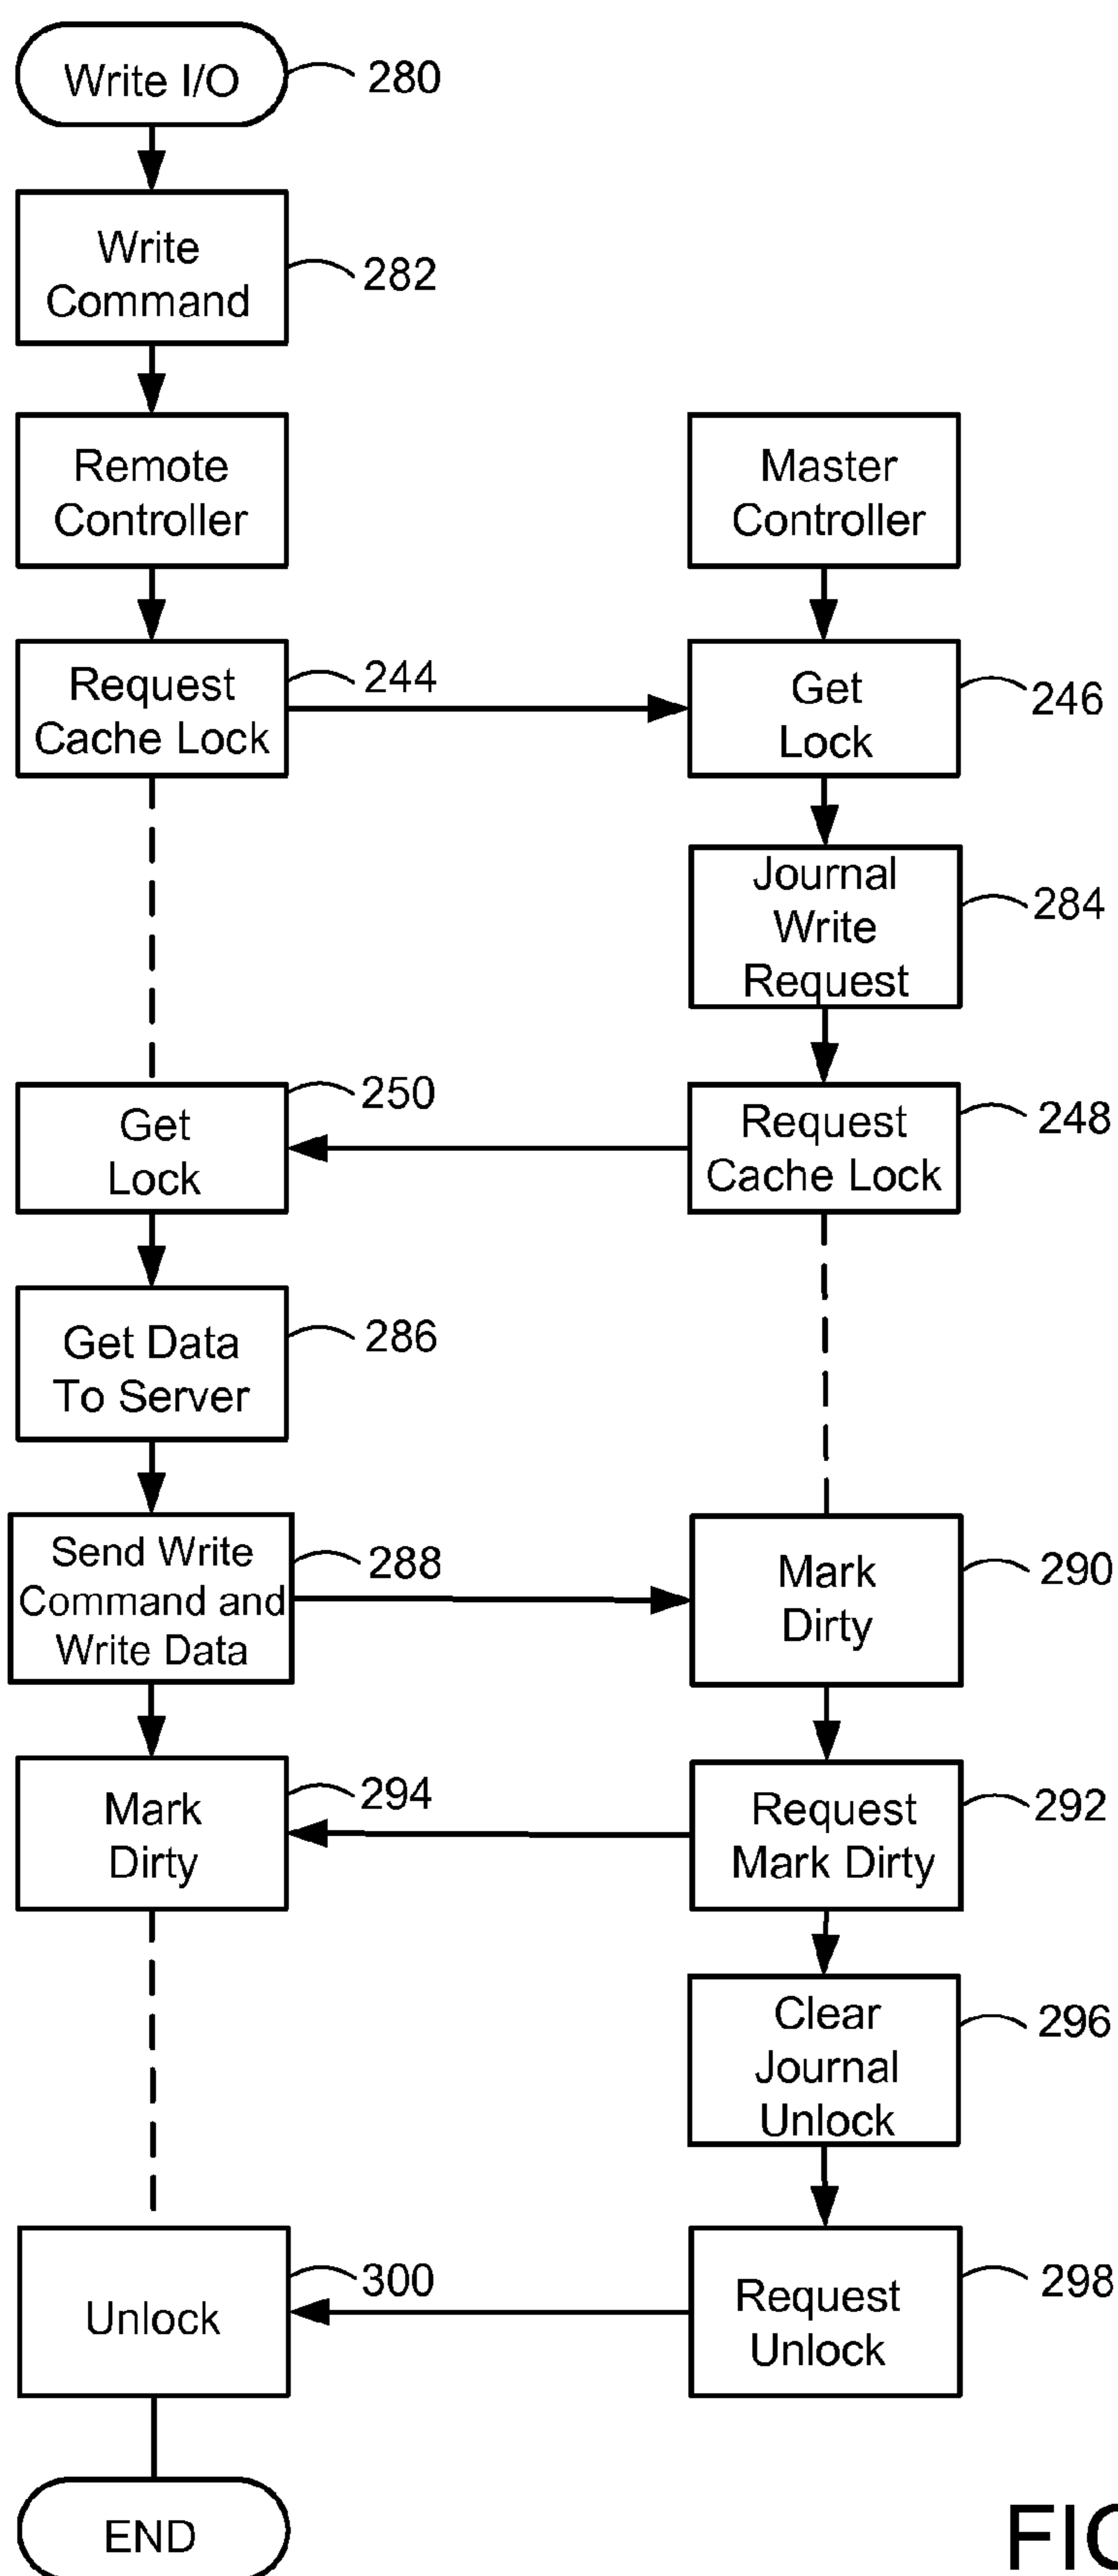 Write I/O
280
Write
Command
282
Remote
Controller
Master
Controller
Request
Cache Lock
244
Get
Lock
246
Journal
Write
Request
284
Get
Lock
250
Request
Cache Lock
248
Get Data
To Server
286
Send Write
Command and
Write Data
288
Mark
Dirty
290
Mark
Dirty
294
Request
Mark Dirty
292
Clear
Journal
Unlock
296
Unlock
300
Request
Unlock
298
END